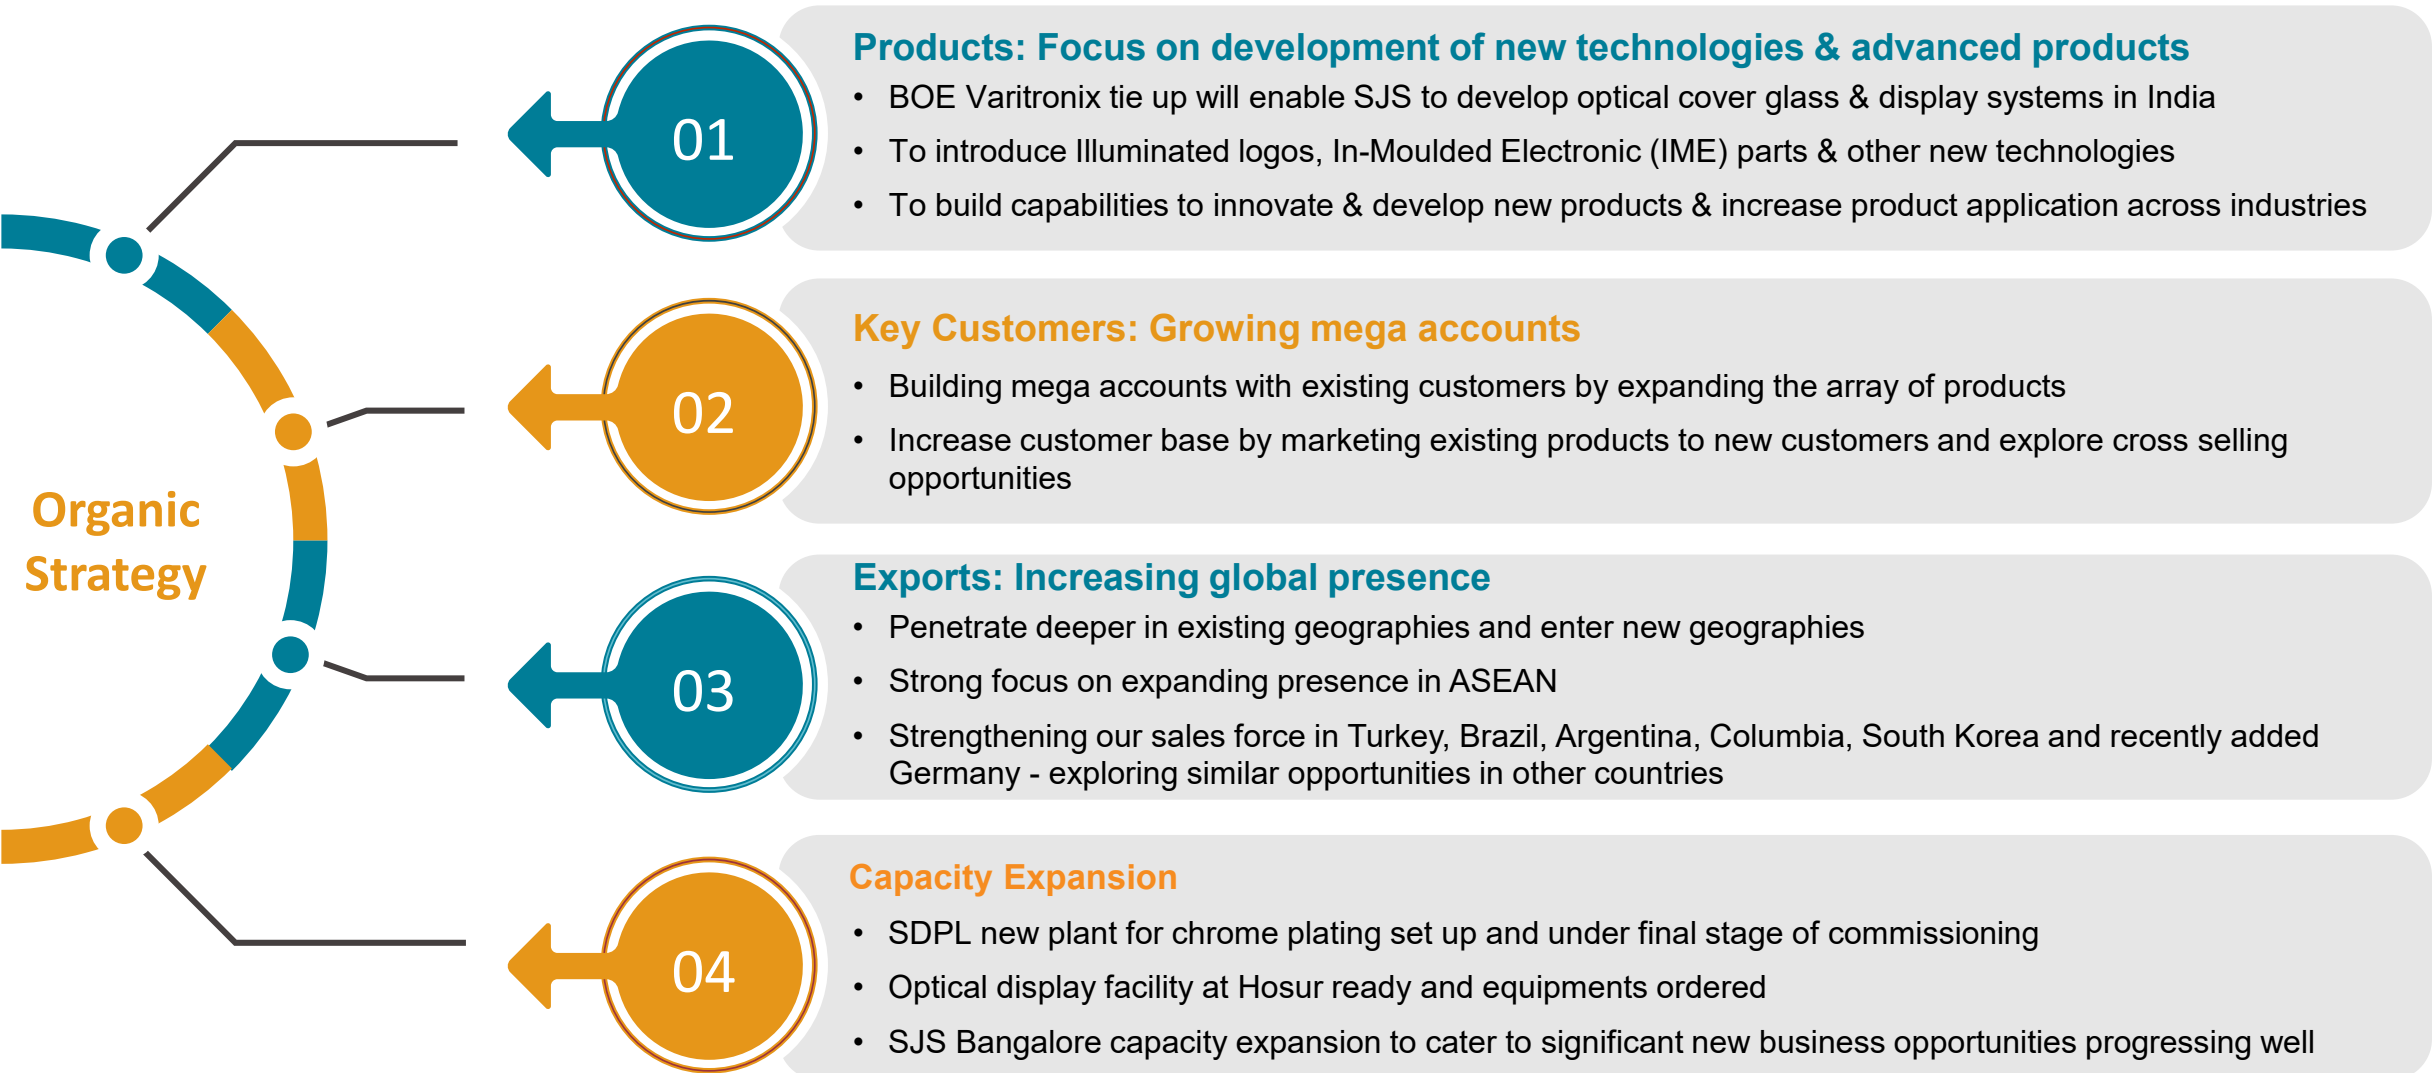 Organic
Strategy
01
Products: Focus on development of new technologies & advanced products
• BOE Varitronix tie up will enable SJS to develop optical cover glass & display systems in India
• To introduce Illuminated logos, In-Moulded Electronic (IME) parts & other new technologies
• To build capabilities to innovate & develop new products & increase product application across industries
02
Key Customers: Growing mega accounts
• Building mega accounts with existing customers by expanding the array of products
• Increase customer base by marketing existing products to new customers and explore cross selling
opportunities
03
Exports: Increasing global presence
• Penetrate deeper in existing geographies and enter new geographies
• Strong focus on expanding presence in ASEAN
• Strengthening our sales force in Turkey, Brazil, Argentina, Columbia, South Korea and recently added
Germany - exploring similar opportunities in other countries
04
Capacity Expansion
• SDPL new plant for chrome plating set up and under final stage of commissioning
• Optical display facility at Hosur ready and equipments ordered
• SJS Bangalore capacity expansion to cater to significant new business opportunities progressing well